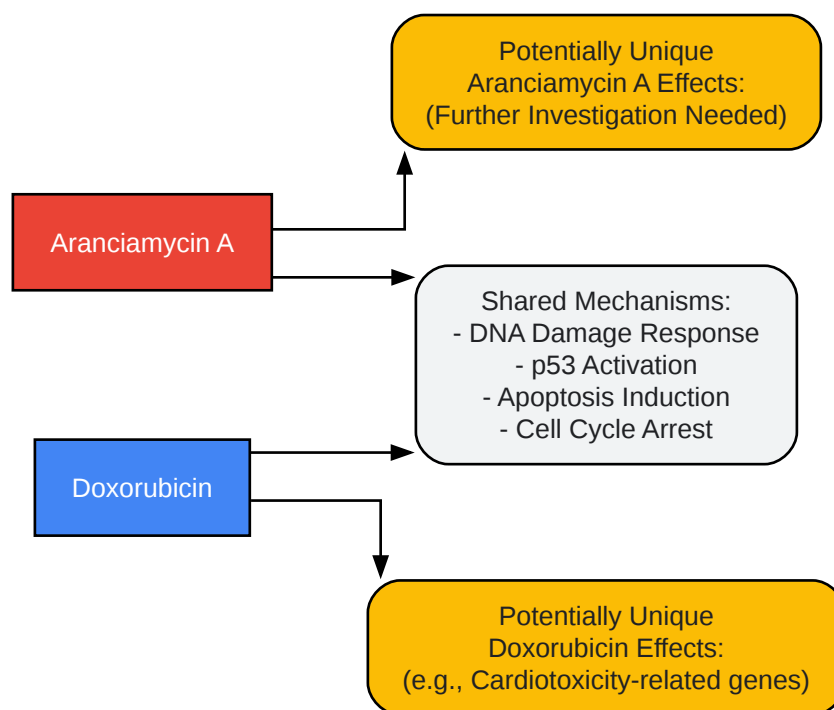 Potentially Unique
Aranciamycin A Effects:
(Further Investigation Needed)
Aranciamycin A
Shared Mechanisms:
- DNA Damage Response
- p53 Activation
- Apoptosis Induction
- Cell Cycle Arrest
Doxorubicin
Potentially Unique
Doxorubicin Effects:
(e.g., Cardiotoxicity-related genes)